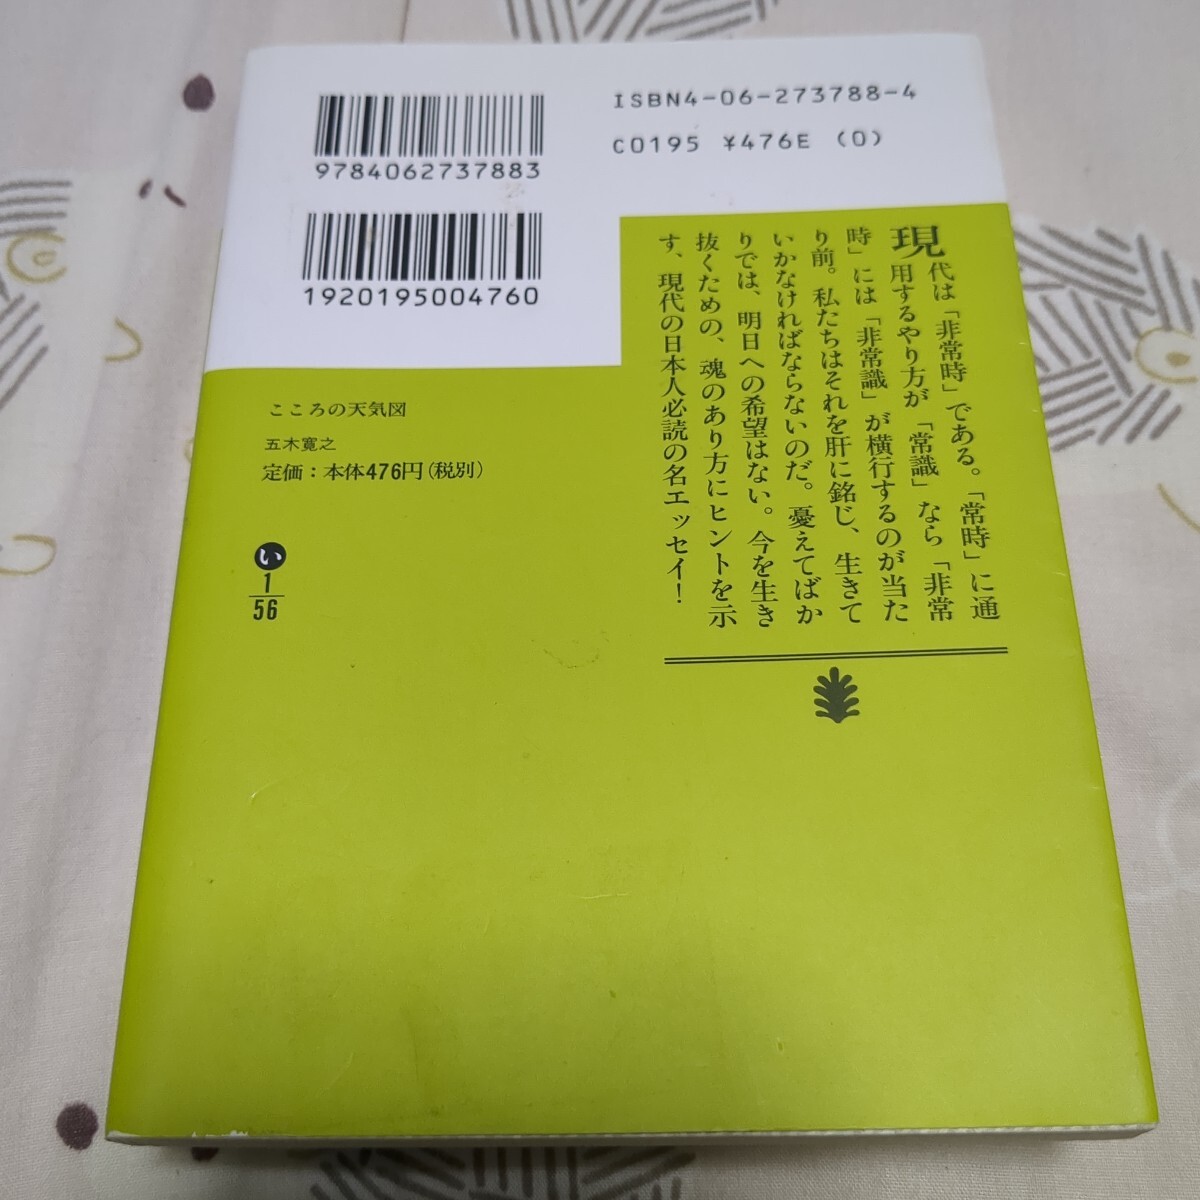 ISBN4-06-273788-4
C0195 ¥476E (0)
9784062737883
1920195004760
現代は「非常時」である。「常時」に通
用するやり方が「常識」なら「非常
時」には「非常識」が横行するのが当た
り前。私たちはそれを肝に銘じ、生きて
いかなければならないのだ。憂えてばか
りでは、明日への希望はない。今を生き
抜くための、魂のあり方にヒントを示
す、現代の日本人必読の名エッセイ！
こころの天気図
五木寛之
定価：本体476円（税別）
い
1
56